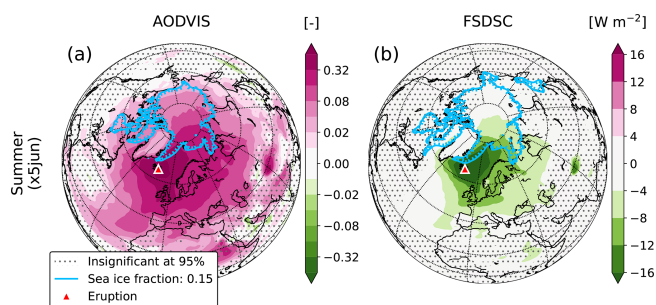 AODVIS
[-]
FSDSC
[W m⁻²]
(a)
(b)
Summer
(x5jun)
0.32
0.08
0.02
0.00
−0.02
−0.08
−0.32
16
12
8
4
0
−4
−8
−12
−16
Insignificant at 95%
Sea ice fraction: 0.15
Eruption